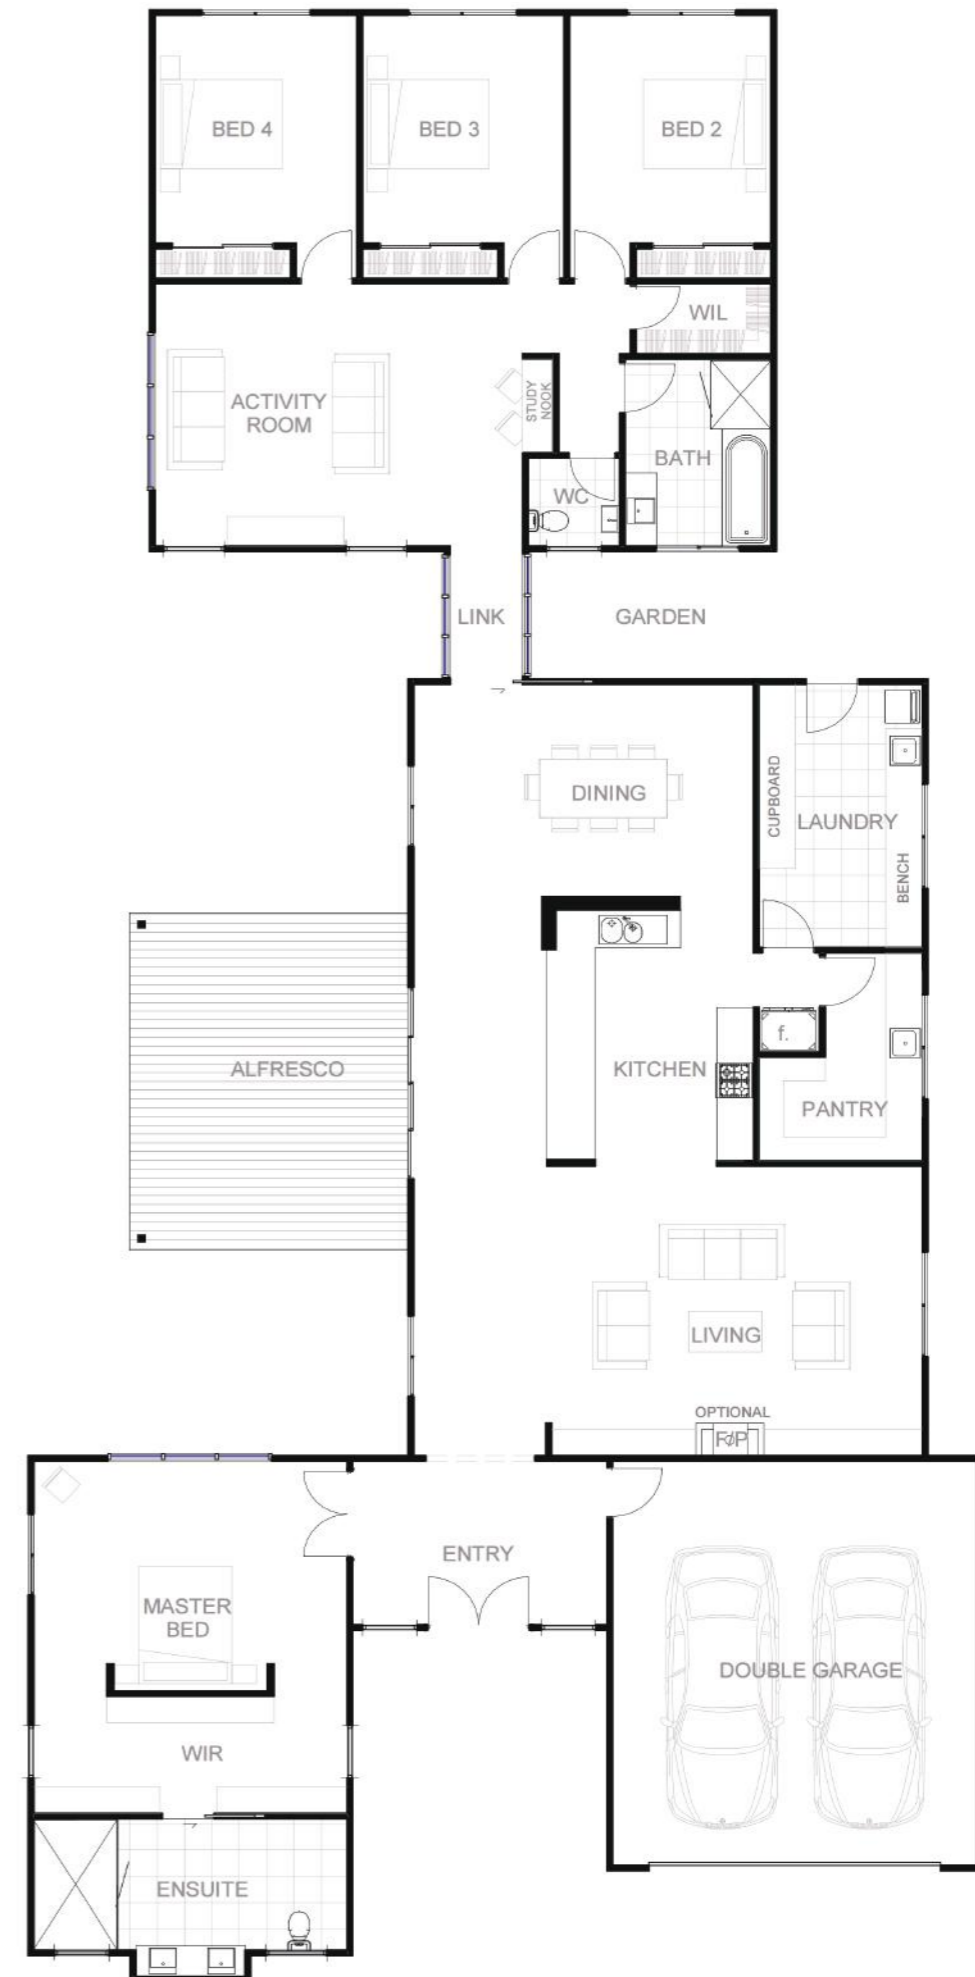 BED 4
BED 3
BED 2
WIL
ACTIVITY
ROOM
STUDY
NOOK
BATH
WC
LINK
GARDEN
DINING
CUPBOARD
LAUNDRY
BENCH
f.
KITCHEN
ALFRESCO
PANTRY
LIVING
OPTIONAL
F/P
ENTRY
MASTER
BED
DOUBLE GARAGE
WIR
ENSUITE